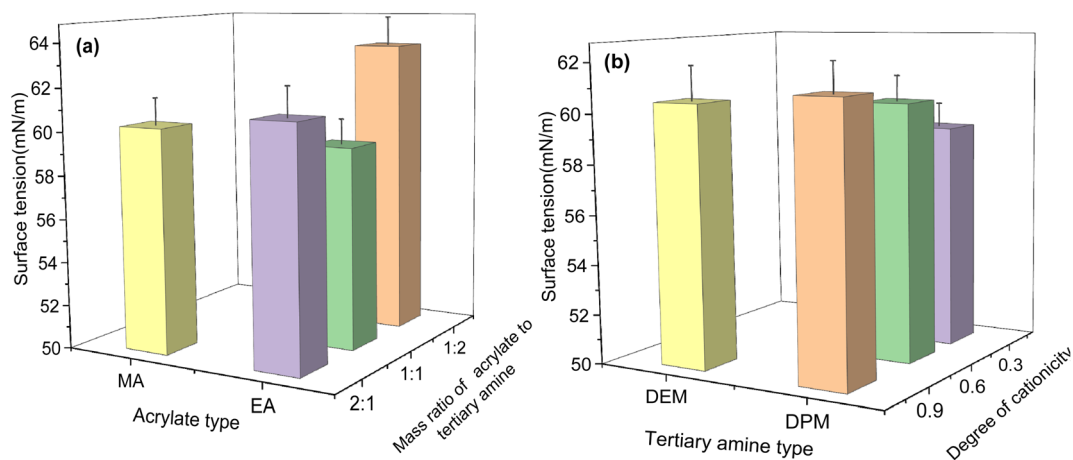 (a)
Surface tension(mN/m)
64
62
60
58
56
54
52
50
MA
EA
Acrylate type
2:1
1:1
1:2
Mass ratio of acrylate to
tertiary amine
(b)
Surface tension(mN/m)
62
60
58
56
54
52
50
DEM
DPM
Tertiary amine type
0.9
0.6
0.3
Degree of cationicity